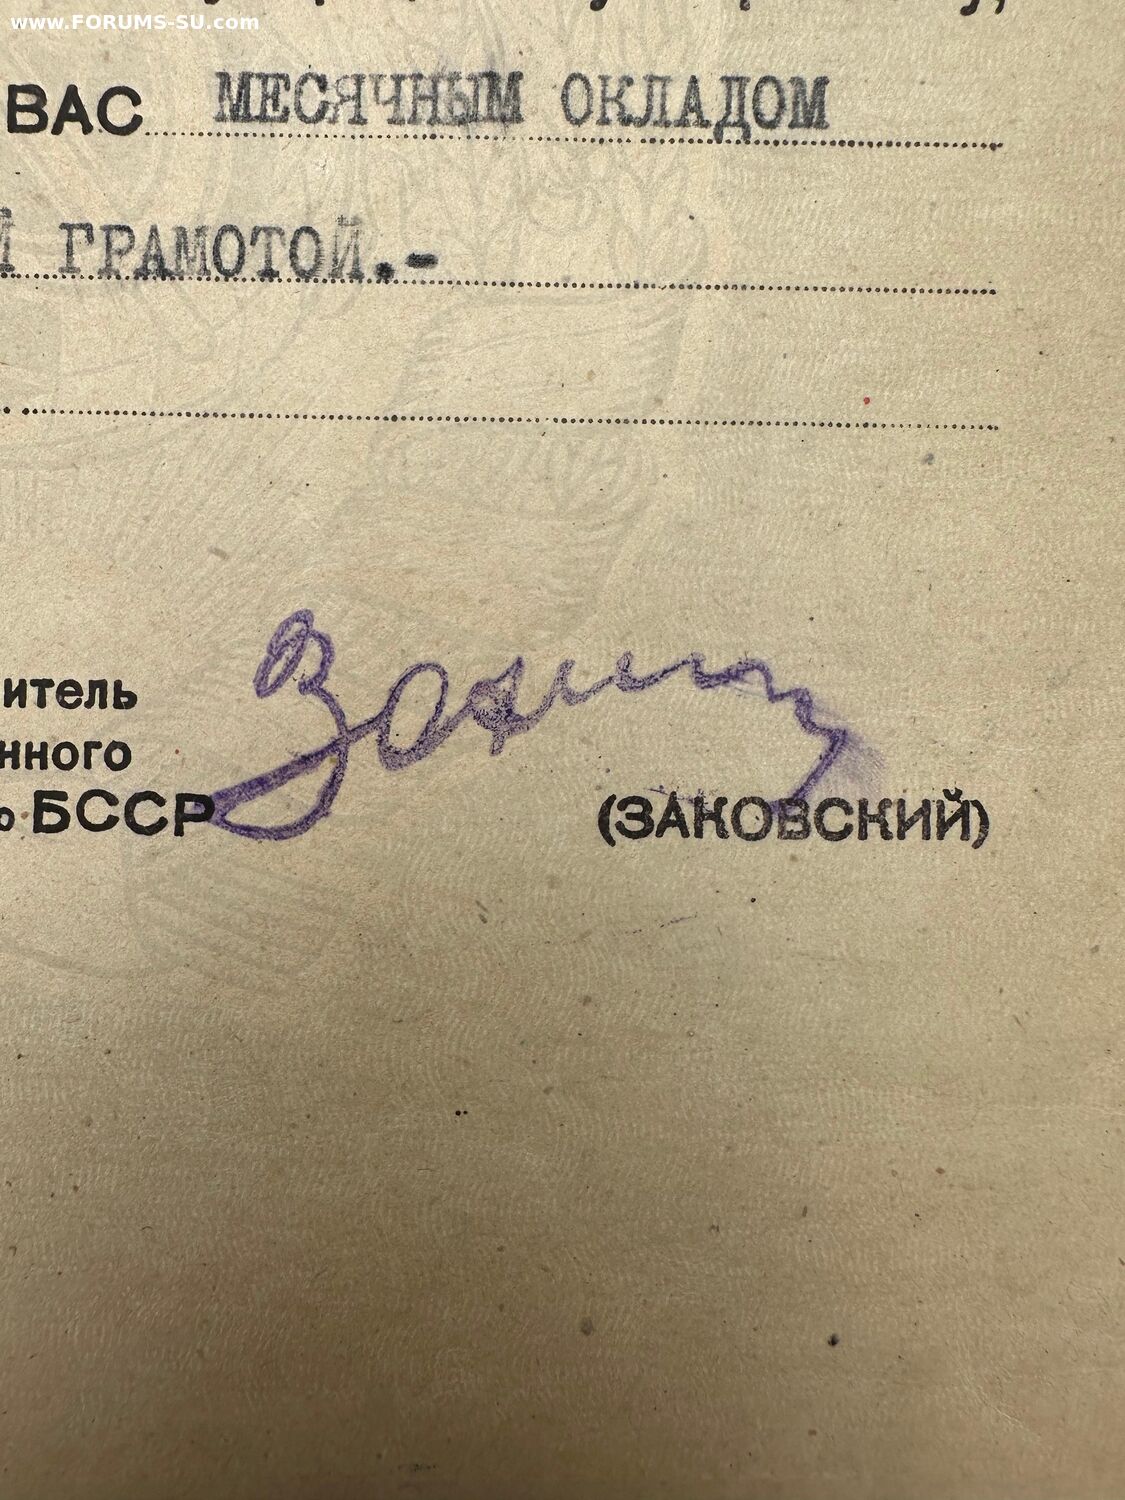 www.FORUMS-SU.com
ВАС МЕСЯЧНЫМ ОКЛАДОМ
Й ГРАМОТОЙ.-
итель
нного
о БССР
(ЗАКОВСКИЙ)